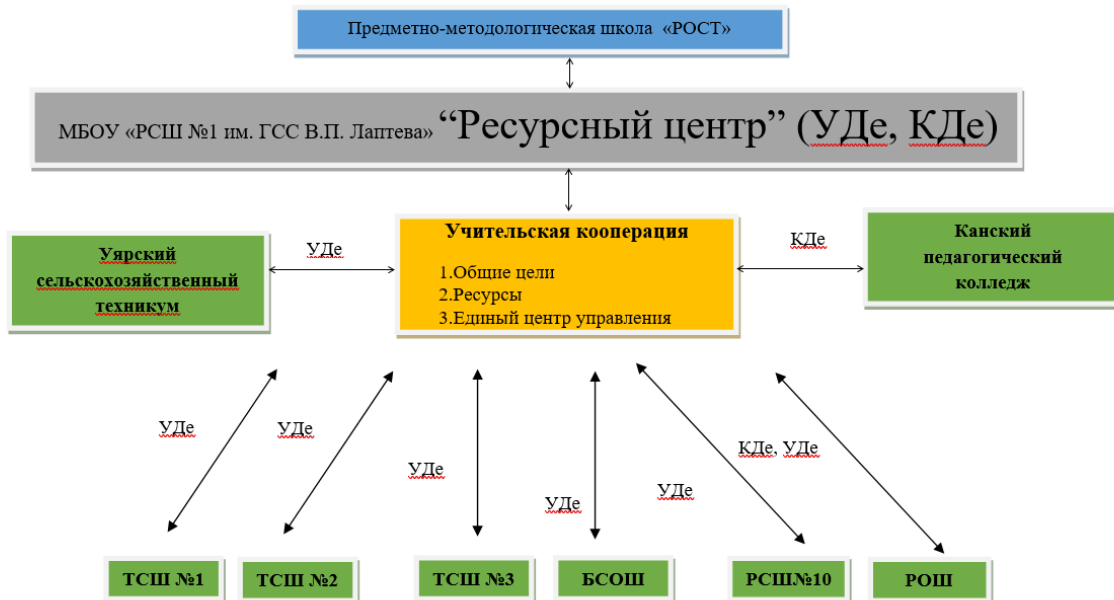 Предметно-методологическая школа «РОСТ»
МБОУ «РСШ №1 им. ГСС В.П. Лаптева» “Ресурсный центр” (УДе, КДе)
Уярский
сельскохозяйственный
техникум
УДе
Учительская кооперация
1.Общие цели
2.Ресурсы
3.Единый центр управления
КДе
Канский
педагогический
колледж
УДе
УДе
УДе
УДе
УДе
КДе, УДе
ТСШ №1
ТСШ №2
ТСШ №3
БСОШ
РСШ№10
РОШ